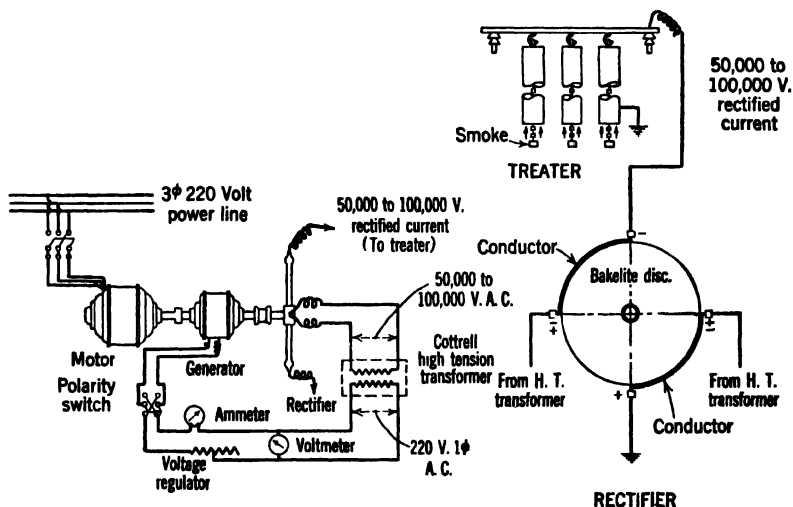 50,000 to
100,000 V.
rectified
current
Smoke
TREATER
3ϕ 220 Volt
power line
50,000 to 100,000 V.
rectified current
(To treater)
50,000 to
100,000 V. A.C.
Cottrell
high tension
transformer
Motor
Generator
Polarity
switch
Rectifier
Ammeter
Voltmeter
Voltage
regulator
220 V. 1ϕ
A.C.
Conductor
−
Bakelite disc.
∓
±
−
+
From H. T.
transformer
From H. T.
transformer
+
Conductor
RECTIFIER